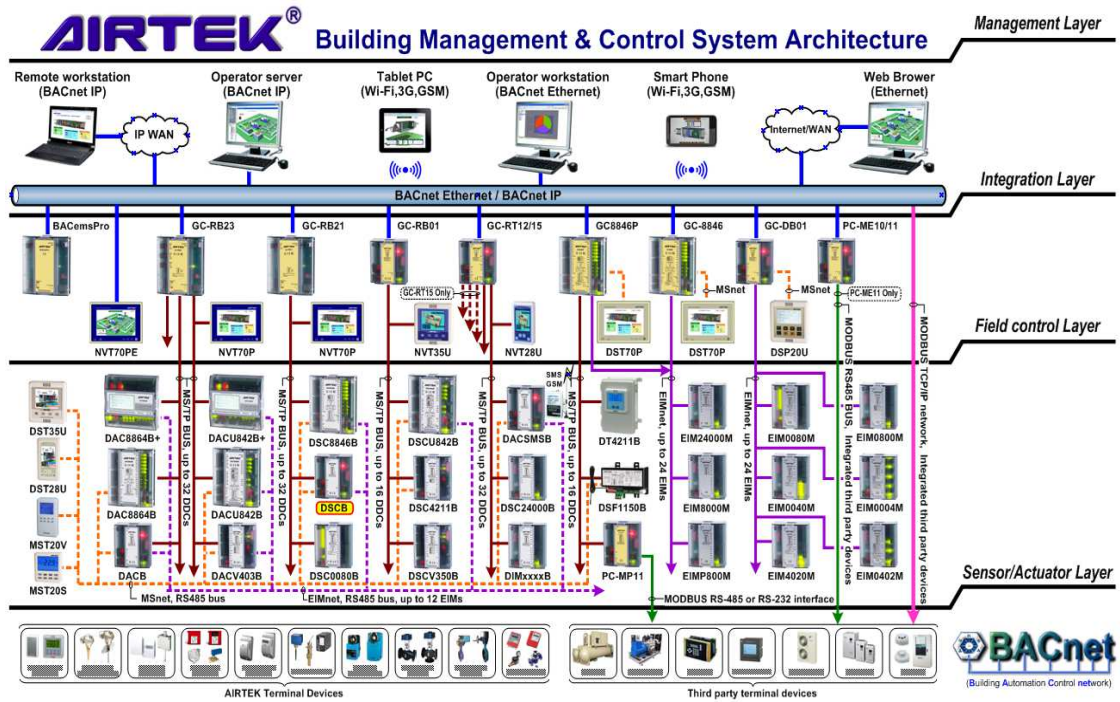 AIRTEK®
Building Management & Control System Architecture
Management Layer
Remote workstation
(BACnet IP)
Operator server
(BACnet IP)
Tablet PC
(Wi-Fi,3G,GSM)
Operator workstation
(BACnet Ethernet)
Smart Phone
(Wi-Fi,3G,GSM)
Web Brower
(Ethernet)
IP WAN
Internet/WAN
Integration Layer
BACnet Ethernet / BACnet IP
BACemsPro
GC-RB23
GC-RB21
GC-RB01
GC-RT12/15
GC8846P
GC-8846
GC-DB01
PC-ME10/11
GC-RT15 Only
MSnet
MSnet
PC-ME11 Only
Field control Layer
NVT70PE
NVT70P
NVT70P
NVT35U
NVT28U
DST70P
DST70P
DSP20U
SMS
GSM
DST35U
DAC8864B+
DACU842B+
DSC8846B
DSCU842B
DACSMSB
DT4211B
EIM24000M
EIM0080M
EIM0800M
DST28U
DAC8864B
DACU842B
DSCB
DSC4211B
DSC24000B
DSF1150B
EIM8000M
EIM0040M
EIM0004M
MST20V
MST20S
DACB
DACV403B
DSC0080B
DSCV350B
DIMxxxxB
PC-MP11
EIMP800M
EIM4020M
EIM0402M
MS/TP BUS, up to 32 DDCs
MS/TP BUS, up to 32 DDCs
MS/TP BUS, up to 16 DDCs
MS/TP BUS, up to 32 DDCs
MS/TP BUS, up to 16 DDCs
EIMnet, up to 24 EIMs
EIMnet, up to 24 EIMs
MODBUS RS485 BUS, Integrated third party devices
MODBUS TCP/IP network, Integrated third party devices
Sensor/Actuator Layer
MSnet, RS485 bus
EIMnet, RS485 bus, up to 12 EIMs
MODBUS RS-485 or RS-232 interface
AIRTEK Terminal Devices
Third party terminal devices
BACnet
(Building Automation Control network)